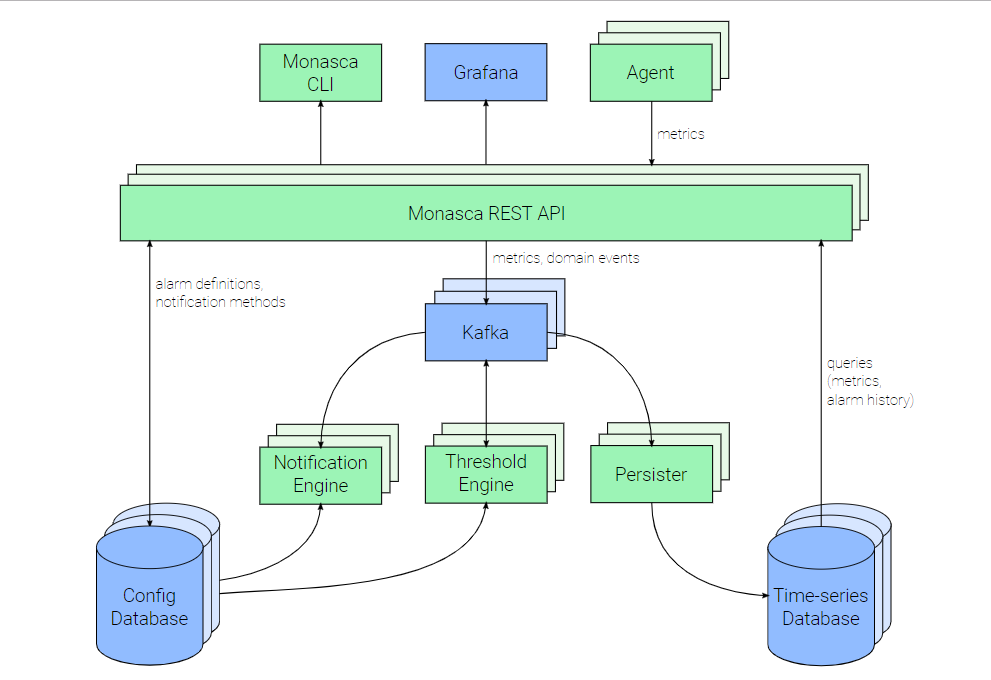 Monasca
CLI
Grafana
Agent
metrics
Monasca REST API
metrics, domain events
alarm definitions,
notification methods
Kafka
queries
(metrics,
alarm history)
Notification
Engine
Threshold
Engine
Persister
Config
Database
Time-series
Database